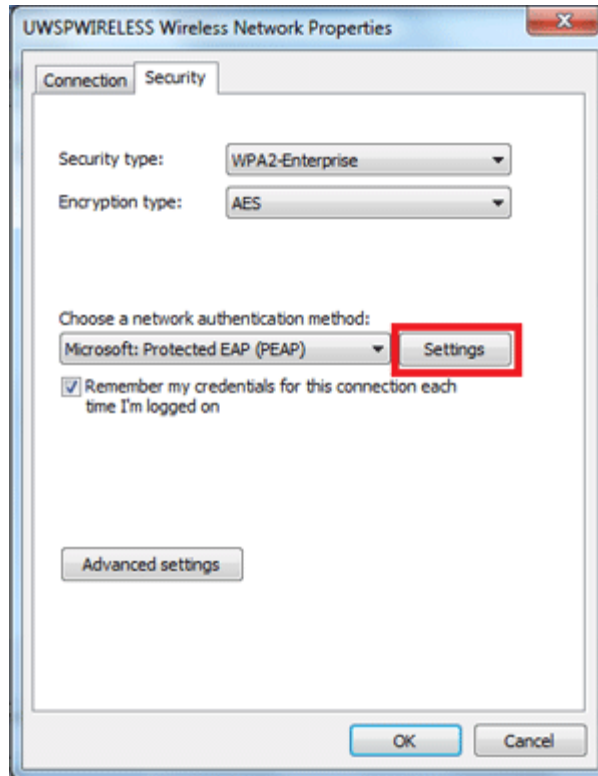 UWSPWIRELESS Wireless Network Properties
Connection Security
Security type: WPA2-Enterprise
Encryption type: AES
Choose a network authentication method:
Microsoft: Protected EAP (PEAP) Settings
Remember my credentials for this connection each
time I'm logged on
Advanced settings
OK Cancel